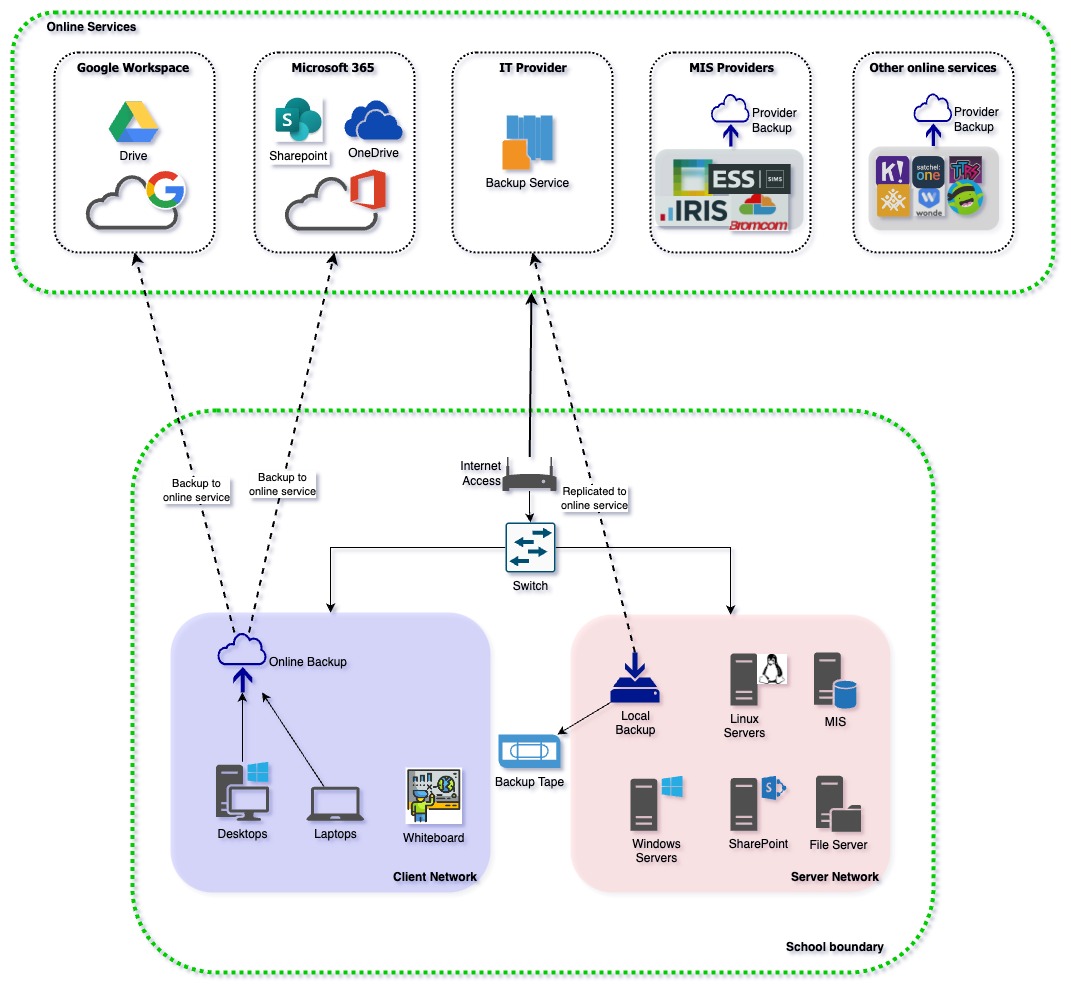 Online Services
Google Workspace
Microsoft 365
IT Provider
MIS Providers
Other online services
Drive
S
Sharepoint
OneDrive
Backup Service
Provider
Backup
ESS
SIMS
IRIS
Bromcom
Provider
Backup
K!
satchel:
one
TTRS
wonde
Backup to
online service
Backup to
online service
Internet
Access
Replicated to
online service
Switch
Online Backup
Local
Backup
Linux
Servers
MIS
Backup Tape
Desktops
Laptops
Whiteboard
Windows
Servers
S
SharePoint
File Server
Client Network
Server Network
School boundary